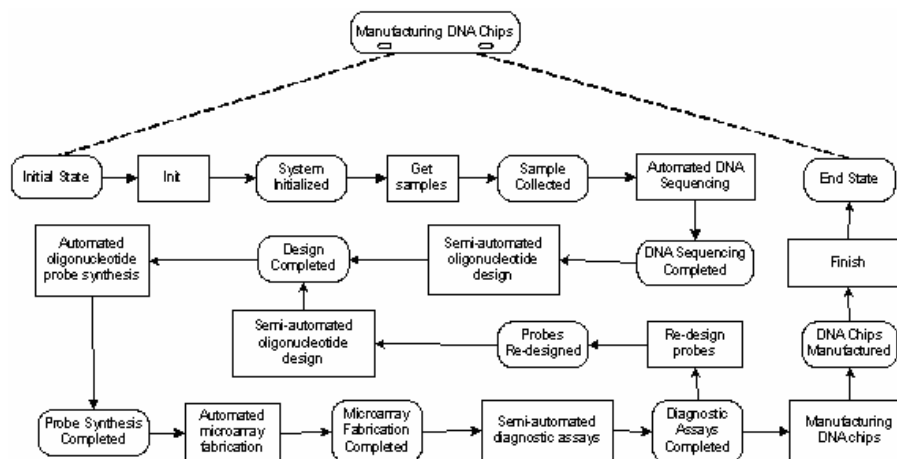 Manufacturing DNA Chips
Initial State
Init
System
Initialized
Get
samples
Sample
Collected
Automated DNA
Sequencing
End State
Automated
oligonucleotide
probe synthesis
Design
Completed
Semi-automated
oligonucleotide
design
DNA Sequencing
Completed
Finish
Semi-automated
oligonucleotide
design
Probes
Re-designed
Re-design
probes
DNA Chips
Manufactured
Probe Synthesis
Completed
Automated
microarray
fabrication
Microarray
Fabrication
Completed
Semi-automated
diagnostic assays
Diagnostic
Assays
Completed
Manufacturing
DNA chips